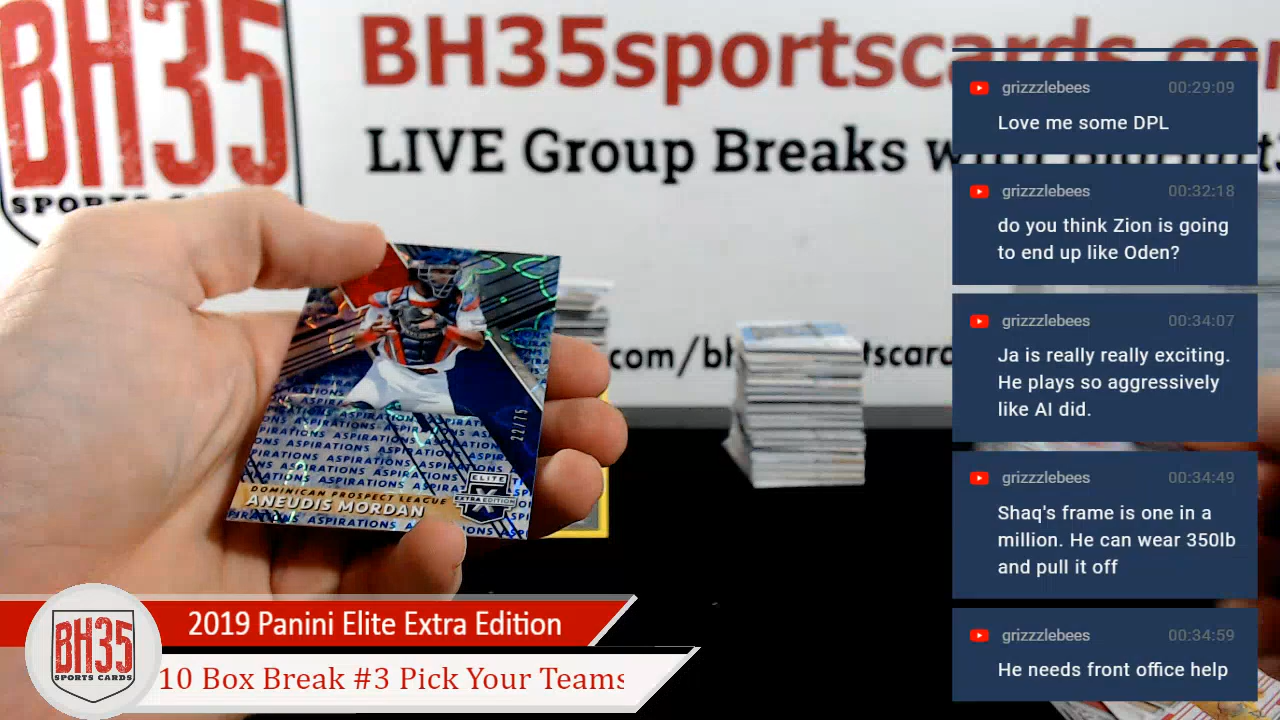 BH35
SPORTS CARDS
BH35sportscards.com
LIVE Group Breaks w
.com/bh
tscard
ASPIRATIONS ASPIRATIONS
22/75
ELITE
EXTRA EDITION
DOMINICAN PROSPECT LEAGUE
ANEUDIS MORDAN
2019 Panini Elite Extra Edition
10 Box Break #3 Pick Your Teams
BH35
SPORTS CARDS
grizzzlebees 00:29:09
Love me some DPL
grizzzlebees 00:32:18
do you think Zion is going
to end up like Oden?
grizzzlebees 00:34:07
Ja is really really exciting.
He plays so aggressively
like AI did.
grizzzlebees 00:34:49
Shaq's frame is one in a
million. He can wear 350lb
and pull it off
grizzzlebees 00:34:59
He needs front office help